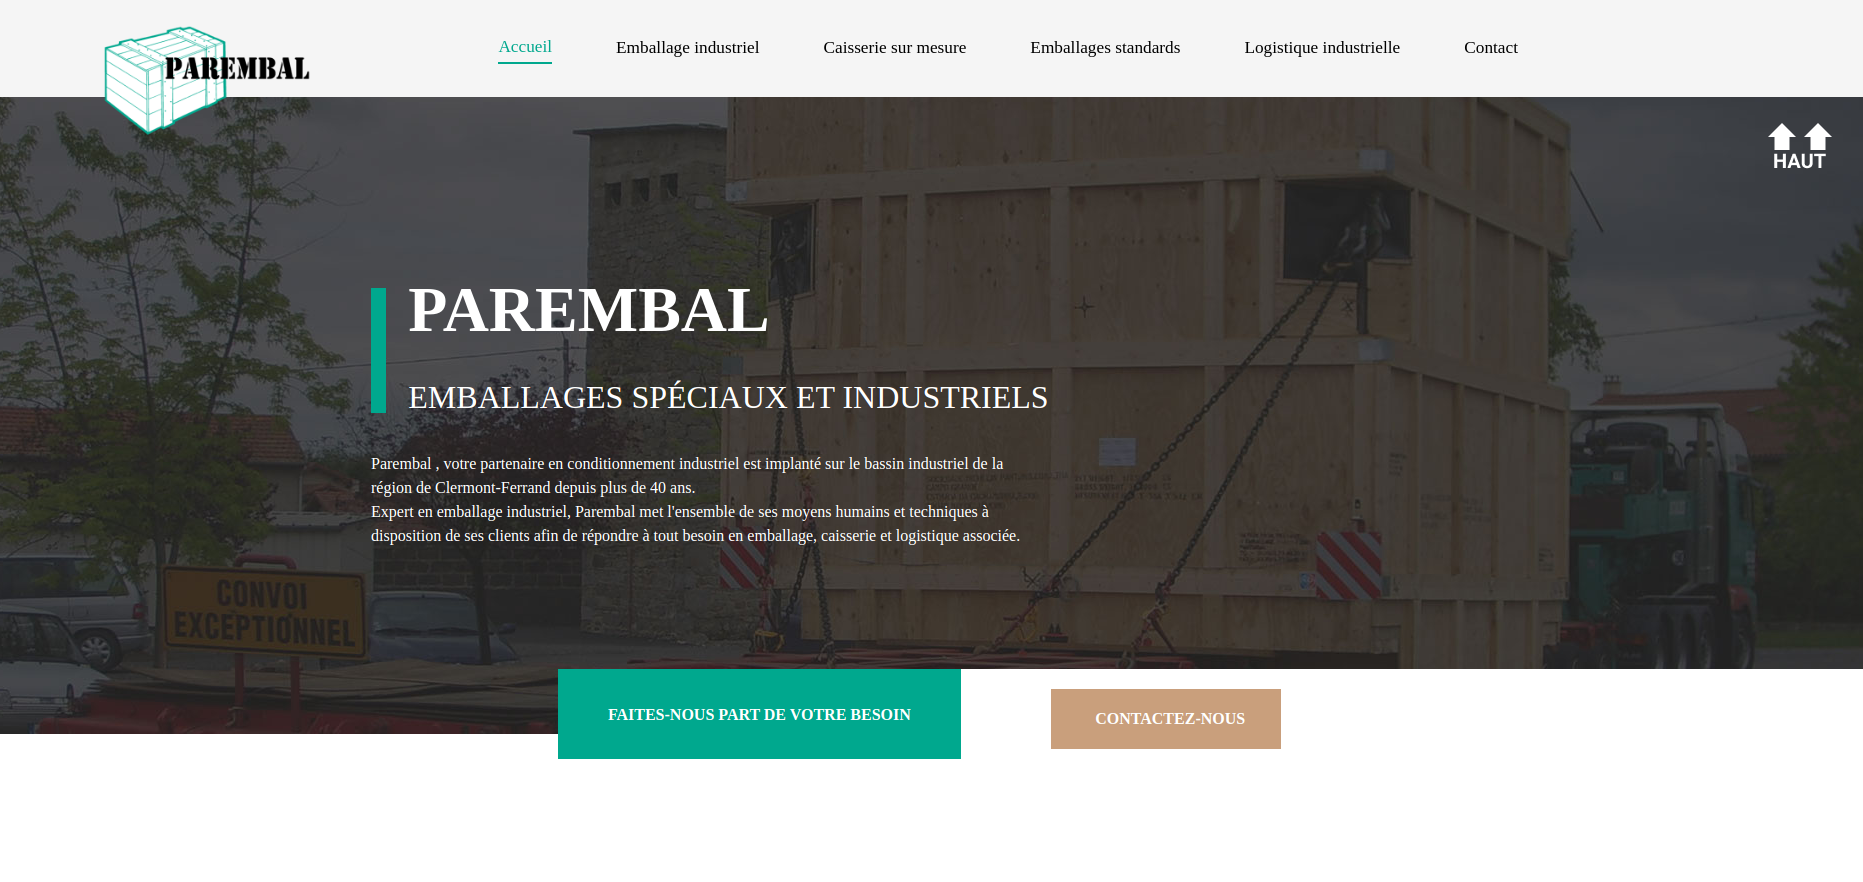 PAREMBAL
Accueil
Emballage industriel
Caisserie sur mesure
Emballages standards
Logistique industrielle
Contact
HAUT
PAREMBAL
EMBALLAGES SPÉCIAUX ET INDUSTRIELS
Parembal , votre partenaire en conditionnement industriel est implanté sur le bassin industriel de la
région de Clermont-Ferrand depuis plus de 40 ans.
Expert en emballage industriel, Parembal met l'ensemble de ses moyens humains et techniques à
disposition de ses clients afin de répondre à tout besoin en emballage, caisserie et logistique associée.
CONVOI
EXCEPTIONNEL
FAITES-NOUS PART DE VOTRE BESOIN
CONTACTEZ-NOUS